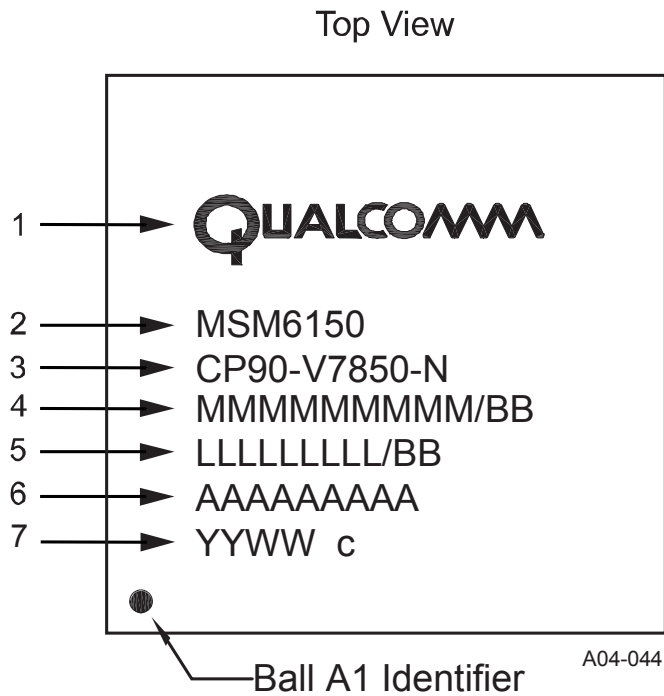 Top View
1 QUALCOMM
2 MSM6150
3 CP90-V7850-N
4 MMMMMMMMMM/BB
5 LLLLLLLLL/BB
6 AAAAAAAAA
7 YYWW c
Ball A1 Identifier
A04-044